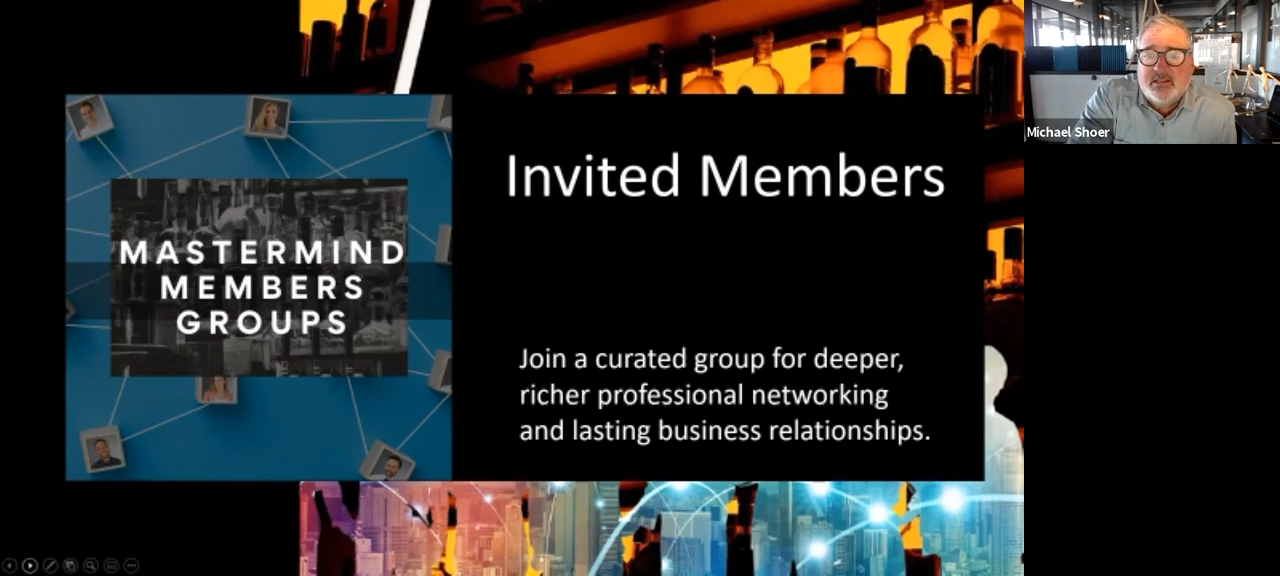 MASTERMIND
MEMBERS
GROUPS
Invited Members
Join a curated group for deeper,
richer professional networking
and lasting business relationships.
Michael Shoer